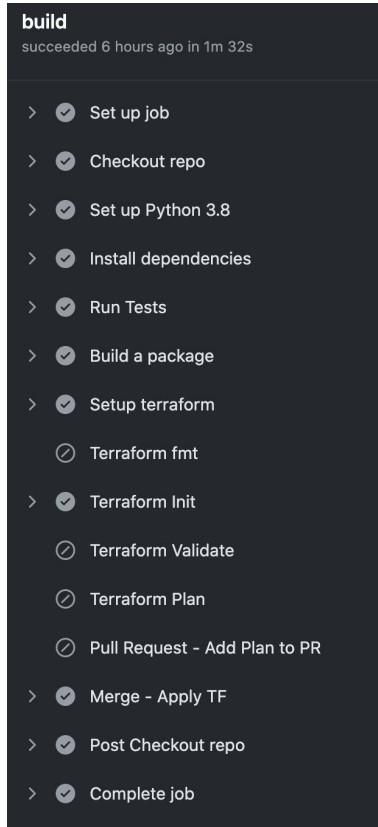 build
succeeded 6 hours ago in 1m 32s
Set up job
Checkout repo
Set up Python 3.8
Install dependencies
Run Tests
Build a package
Setup terraform
Terraform fmt
Terraform Init
Terraform Validate
Terraform Plan
Pull Request - Add Plan to PR
Merge - Apply TF
Post Checkout repo
Complete job